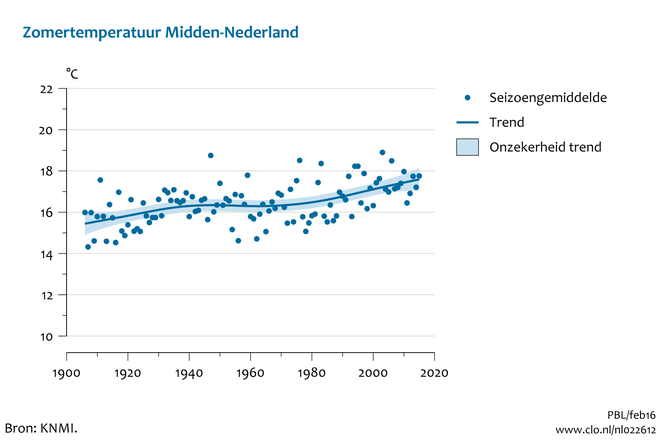 Zomertemperatuur Midden-Nederland
°C
22
20
18
16
14
12
10
1900 1920 1940 1960 1980 2000 2020
Seizoengemiddelde
Trend
Onzekerheid trend
PBL/feb16
Bron: KNMI.
www.clo.nl/nl022612